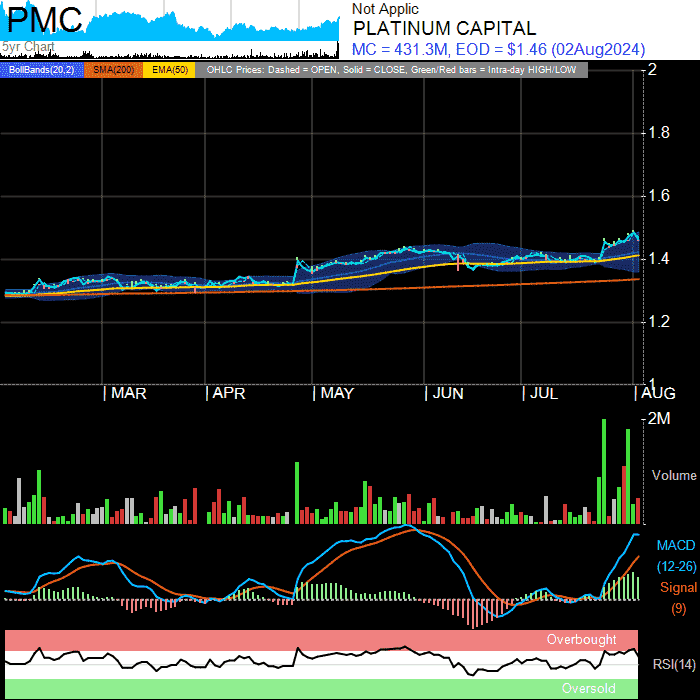 PMC
5yr Chart
Not Applic
PLATINUM CAPITAL
MC = 431.3M, EOD = $1.46 (02Aug2024)
BollBands(20,2) SMA(200) EMA(50) OHLC Prices: Dashed = OPEN, Solid = CLOSE, Green/Red bars = Intra-day HIGH/LOW
2
1.8
1.6
1.4
1.2
1
MAR APR MAY JUN JUL AUG
2M
Volume
MACD
(12-26)
Signal
(9)
Overbought
RSI(14)
Oversold